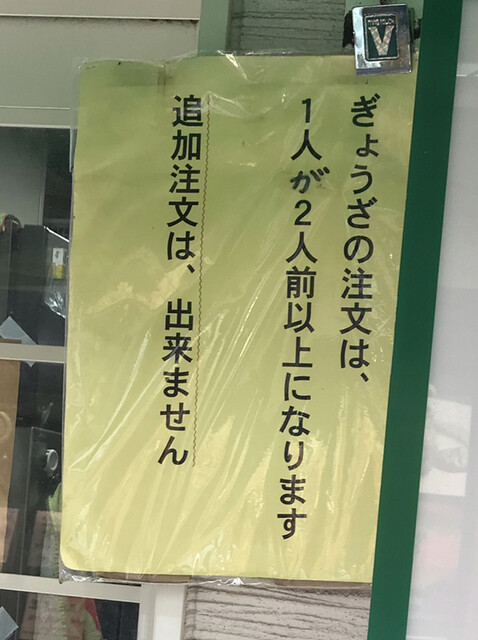 ぎょうざの注文は、
1人が2人前以上になります
追加注文は、出来ません